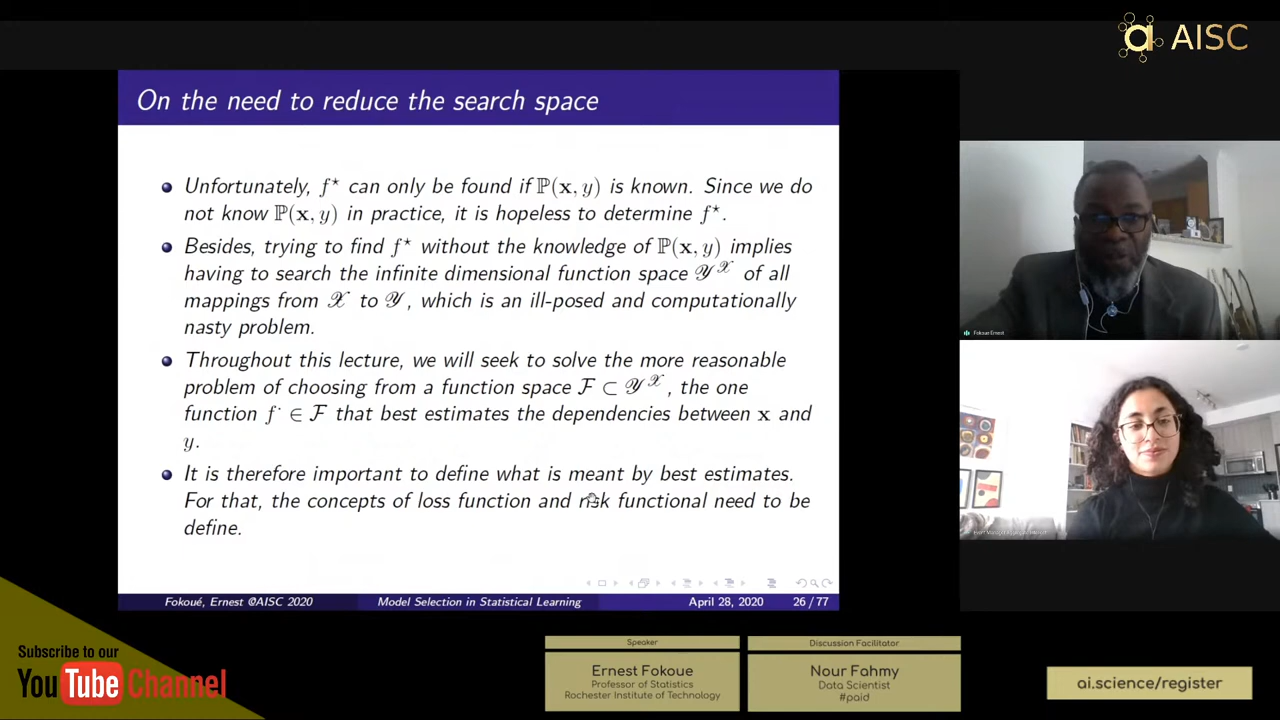 AISC
On the need to reduce the search space
Unfortunately, f⋆ can only be found if ℙ(x, y) is known. Since we do
not know ℙ(x, y) in practice, it is hopeless to determine f⋆.
Besides, trying to find f⋆ without the knowledge of ℙ(x, y) implies
having to search the infinite dimensional function space 𝒴^𝒳 of all
mappings from 𝒳 to 𝒴, which is an ill-posed and computationally
nasty problem.
Throughout this lecture, we will seek to solve the more reasonable
problem of choosing from a function space ℱ ⊂ 𝒴^𝒳, the one
function f˙ ∈ ℱ that best estimates the dependencies between x and
y.
It is therefore important to define what is meant by best estimates.
For that, the concepts of loss function and risk functional need to be
define.
Fokoué, Ernest @AISC 2020 Model Selection in Statistical Learning April 28, 2020 26 / 77
Fokoue Ernest
Subscribe to our
YouTube Channel
Speaker
Ernest Fokoue
Professor of Statistics
Rochester Institute of Technology
Discussion Facilitator
Nour Fahmy
Data Scientist
#paid
ai.science/register